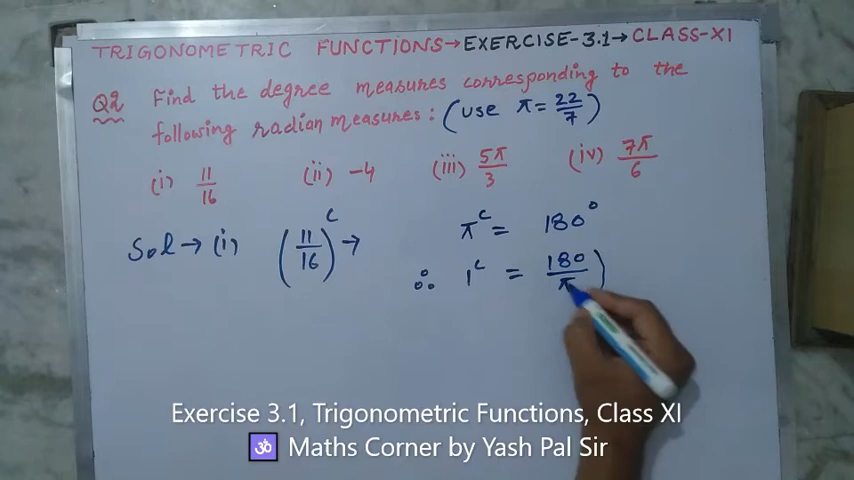 TRIGONOMETRIC FUNCTIONS→EXERCISE-3.1→CLASS-XI
Q2 Find the degree measures corresponding to the
following radian measures: (use π = 22/7)
(i) 11/16 (ii) -4 (iii) 5π/3 (iv) 7π/6
Sol → (i) (11/16)ᶜ → πᶜ = 180°
∴ 1ᶜ = 180/π)
Exercise 3.1, Trigonometric Functions, Class XI
🕉 Maths Corner by Yash Pal Sir